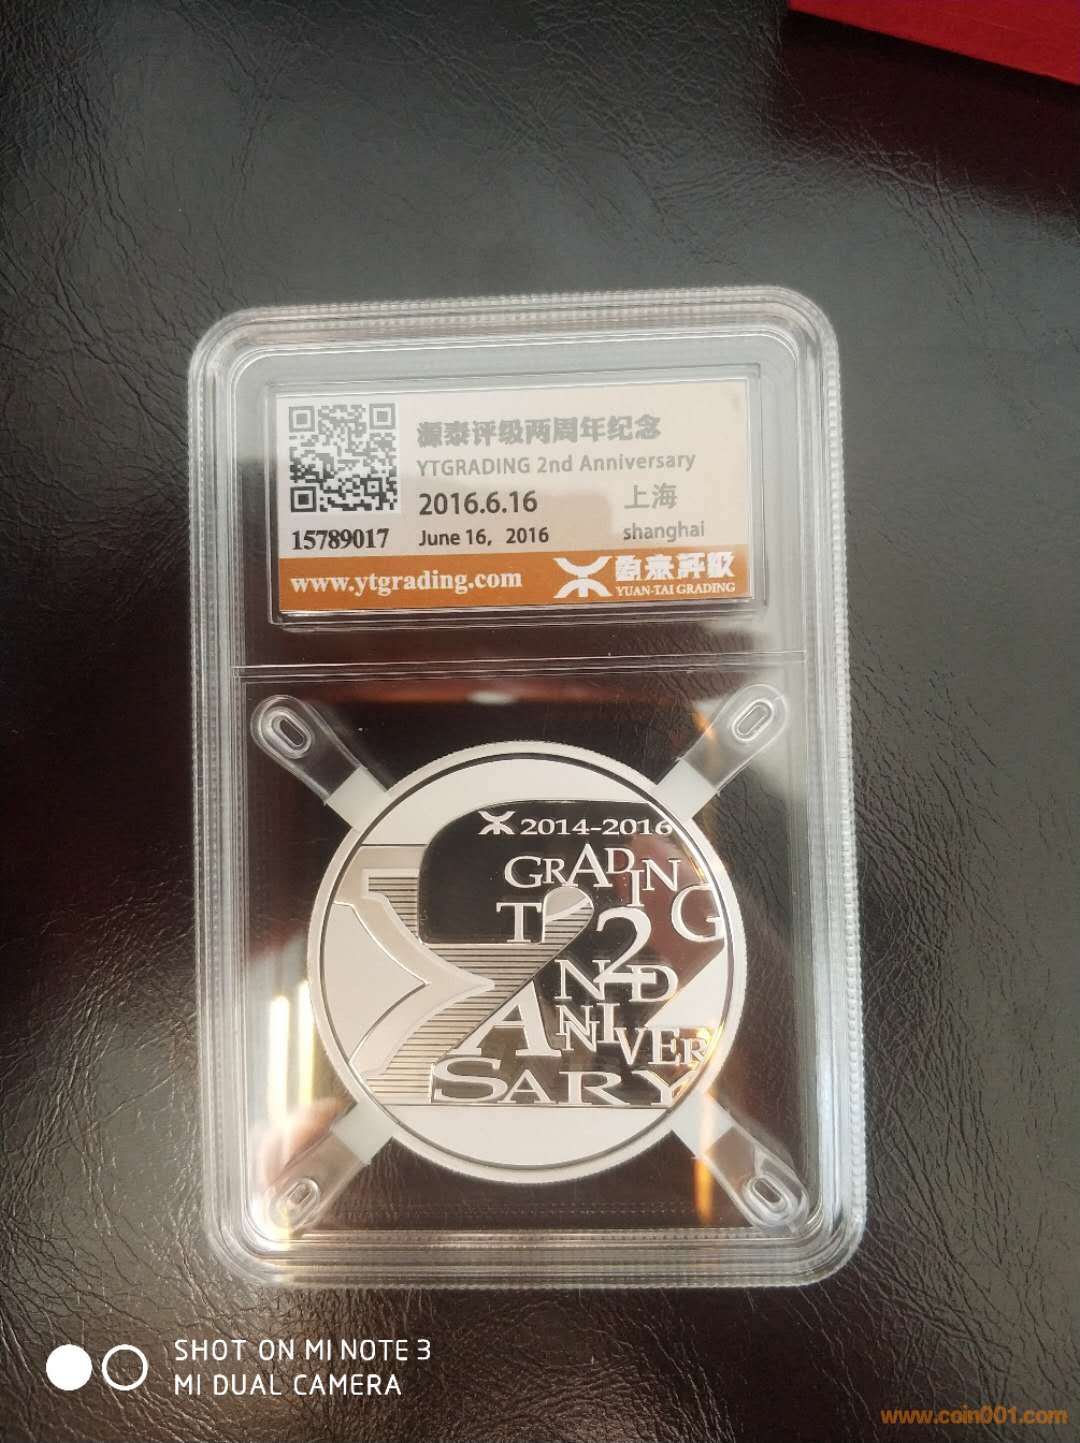 源泰评级两周年纪念
YTGRADING 2nd Anniversary
2016.6.16
上海
15789017
June 16, 2016
shanghai
www.ytgrading.com
源泰评级
YUAN-TAI GRADING
2014-2016
GRADING
YT
2
ND
ANNIVER
SARY
SHOT ON MI NOTE 3
MI DUAL CAMERA
www.coin001.com